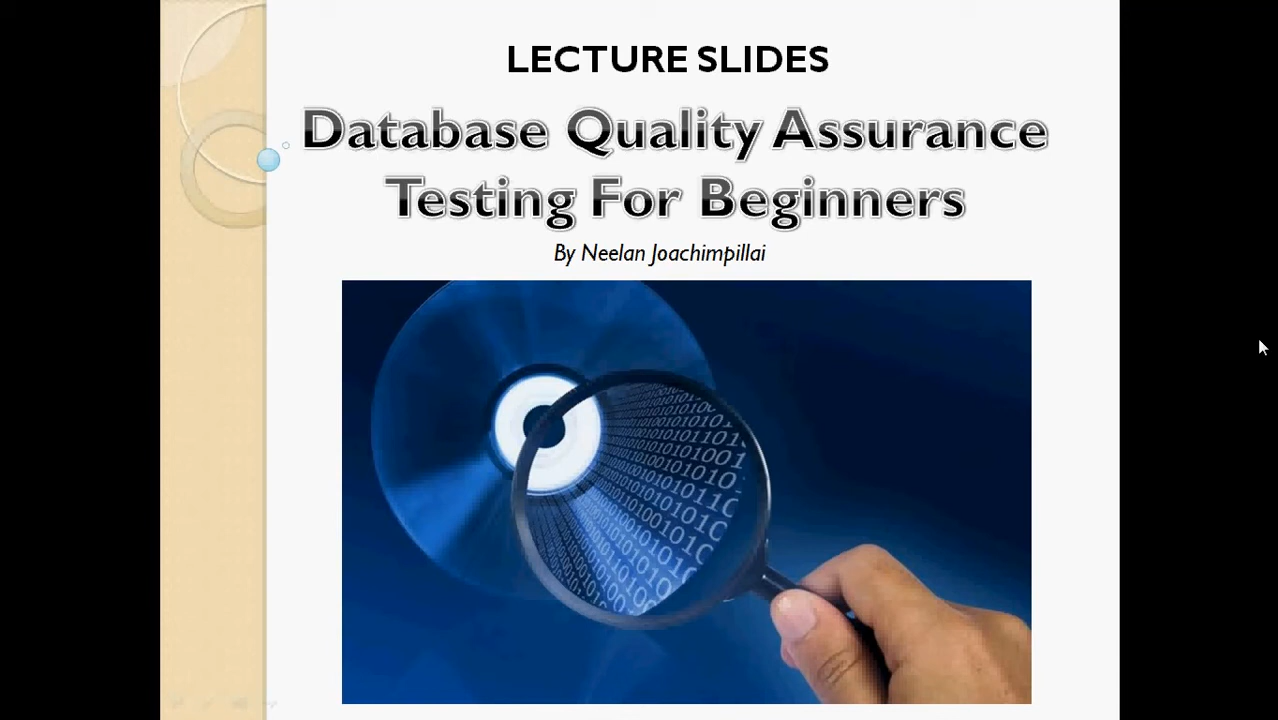 LECTURE SLIDES
Database Quality Assurance
Testing For Beginners
By Neelan Joachimpillai